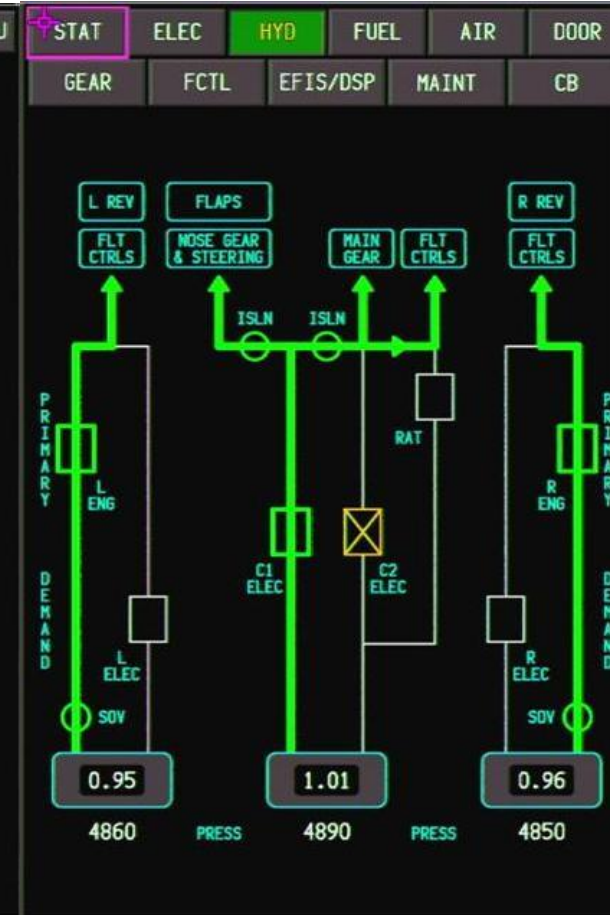 U
STAT ELEC HYD FUEL AIR DOOR
GEAR FCTL EFIS/DSP MAINT CB
L REV FLAPS R REV
FLT CTRLS NOSE GEAR & STEERING MAIN GEAR FLT CTRLS FLT CTRLS
ISLN ISLN
RAT
PRIMARY PRIMARY
L ENG R ENG
C1 ELEC C2 ELEC
DEMAND DEMAND
L ELEC R ELEC
SOV SOV
0.95 1.01 0.96
4860 PRESS 4890 PRESS 4850